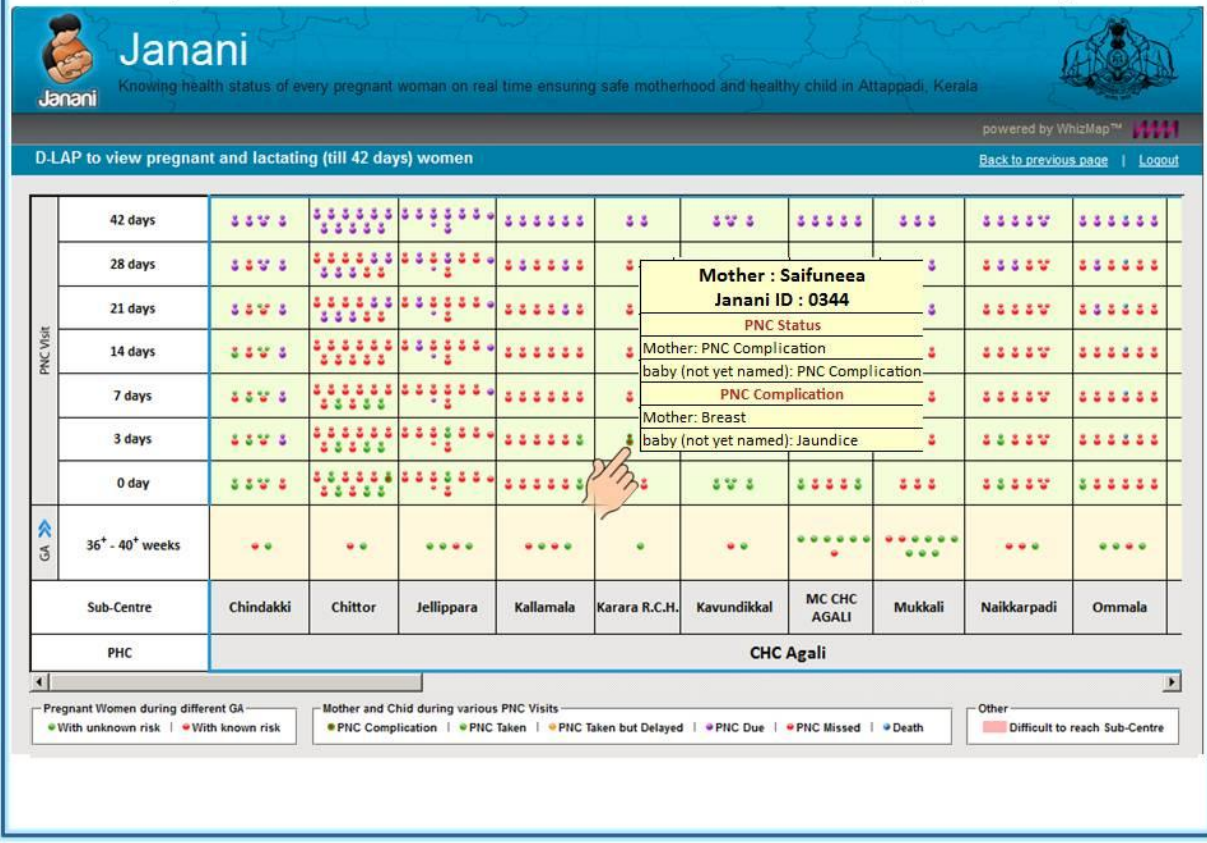 Janani
Janani
Knowing health status of every pregnant woman on real time ensuring safe motherhood and healthy child in Attappadi, Kerala
powered by WhizMap™
D-LAP to view pregnant and lactating (till 42 days) women
Back to previous page | Logout
PNC Visit
42 days
28 days
21 days
14 days
7 days
3 days
0 day
Mother : Saifuneea
Janani ID : 0344
PNC Status
Mother: PNC Complication
baby (not yet named): PNC Complication
PNC Complication
Mother: Breast
baby (not yet named): Jaundice
GA
36+ - 40+ weeks
Sub-Centre Chindakki Chittor Jellippara Kallamala Karara R.C.H. Kavundikkal MC CHC AGALI Mukkali Naikkarpadi Ommala
PHC CHC Agali
Pregnant Women during different GA
With unknown risk | With known risk
Mother and Chid during various PNC Visits
PNC Complication | PNC Taken | PNC Taken but Delayed | PNC Due | PNC Missed | Death
Other
Difficult to reach Sub-Centre